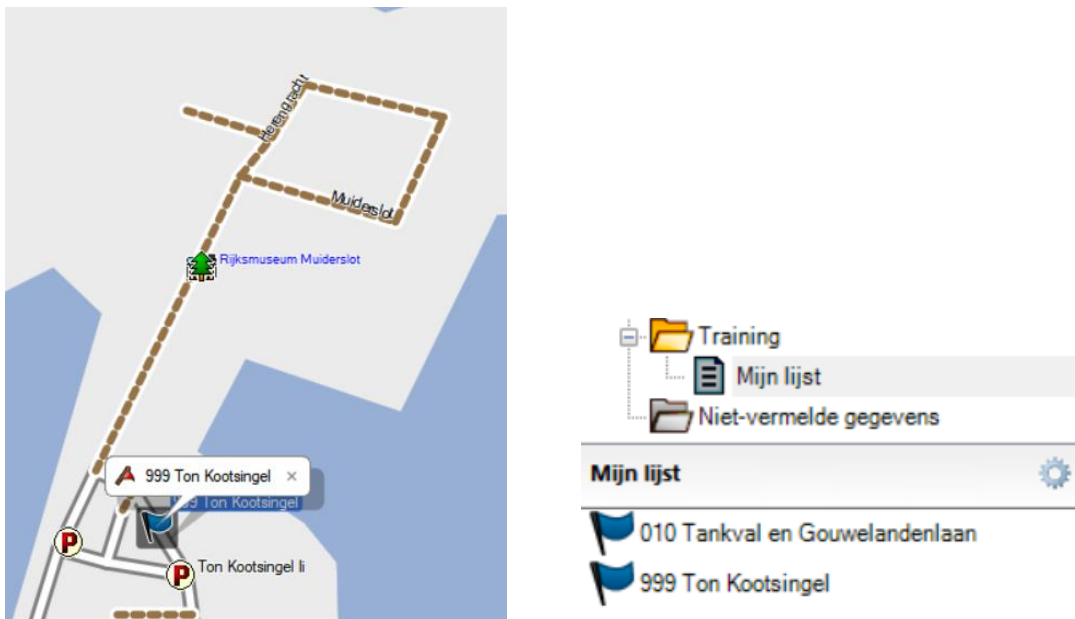 Herengracht
Muiderslot
Rijksmuseum Muiderslot
999 Ton Kootsingel
999 Ton Kootsingel
P
Ton Kootsingel li
P
Training
Mijn lijst
Niet-vermelde gegevens
Mijn lijst
010 Tankval en Gouwelandenlaan
999 Ton Kootsingel